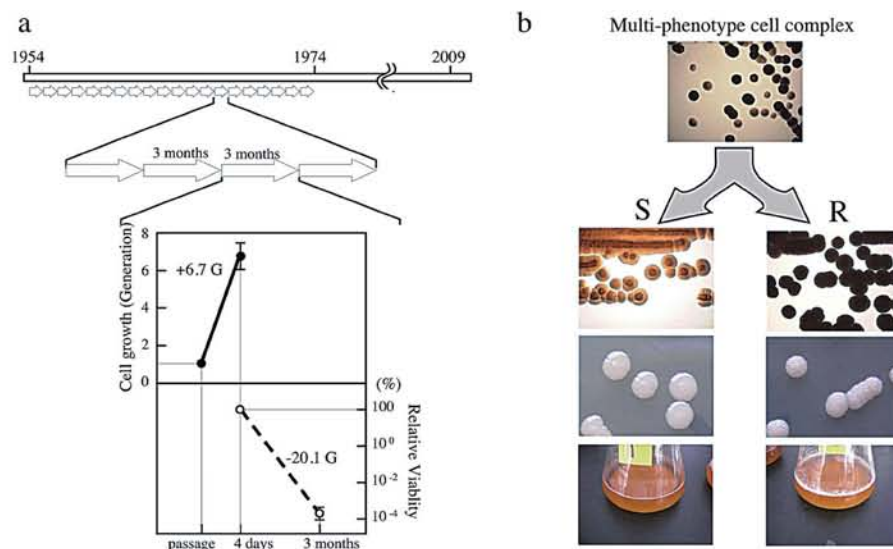 a
1954 1974 2009
3 months 3 months
Cell growth (Generation)
8
6
4
2
0
+6.7 G
(%)
100
10⁰
10⁻²
10⁻⁴
Relative Viablity
-20.1 G
passage 4 days 3 months
b
Multi-phenotype cell complex
S R